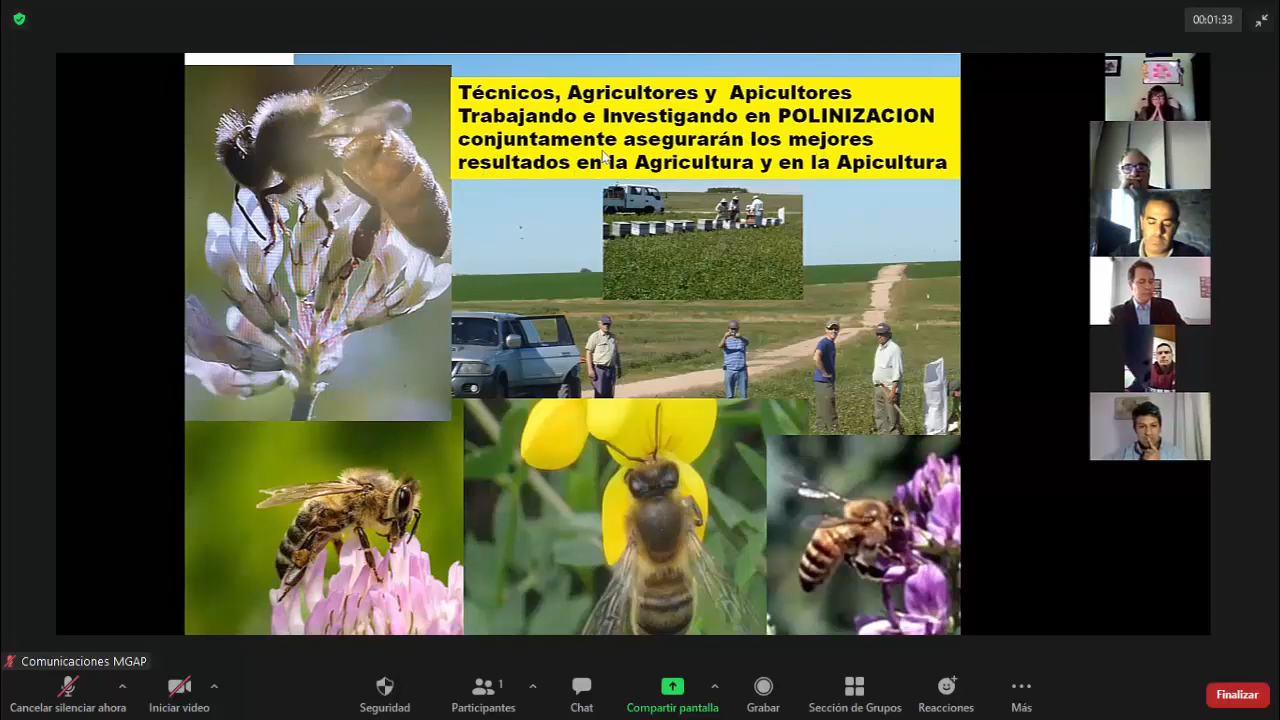 00:01:33
Técnicos, Agricultores y Apicultores
Trabajando e Investigando en POLINIZACION
conjuntamente asegurarán los mejores
resultados en la Agricultura y en la Apicultura
Comunicaciones MGAP
Cancelar silenciar ahora
Iniciar video
Seguridad
1
Participantes
Chat
Compartir pantalla
Grabar
Sección de Grupos
Reacciones
Más
Finalizar